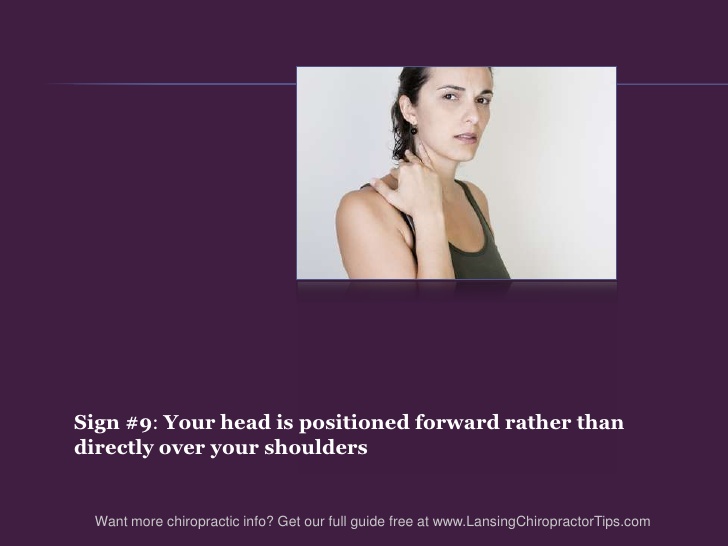 Sign #9: Your head is positioned forward rather than
directly over your shoulders
Want more chiropractic info? Get our full guide free at www.LansingChiropractorTips.com